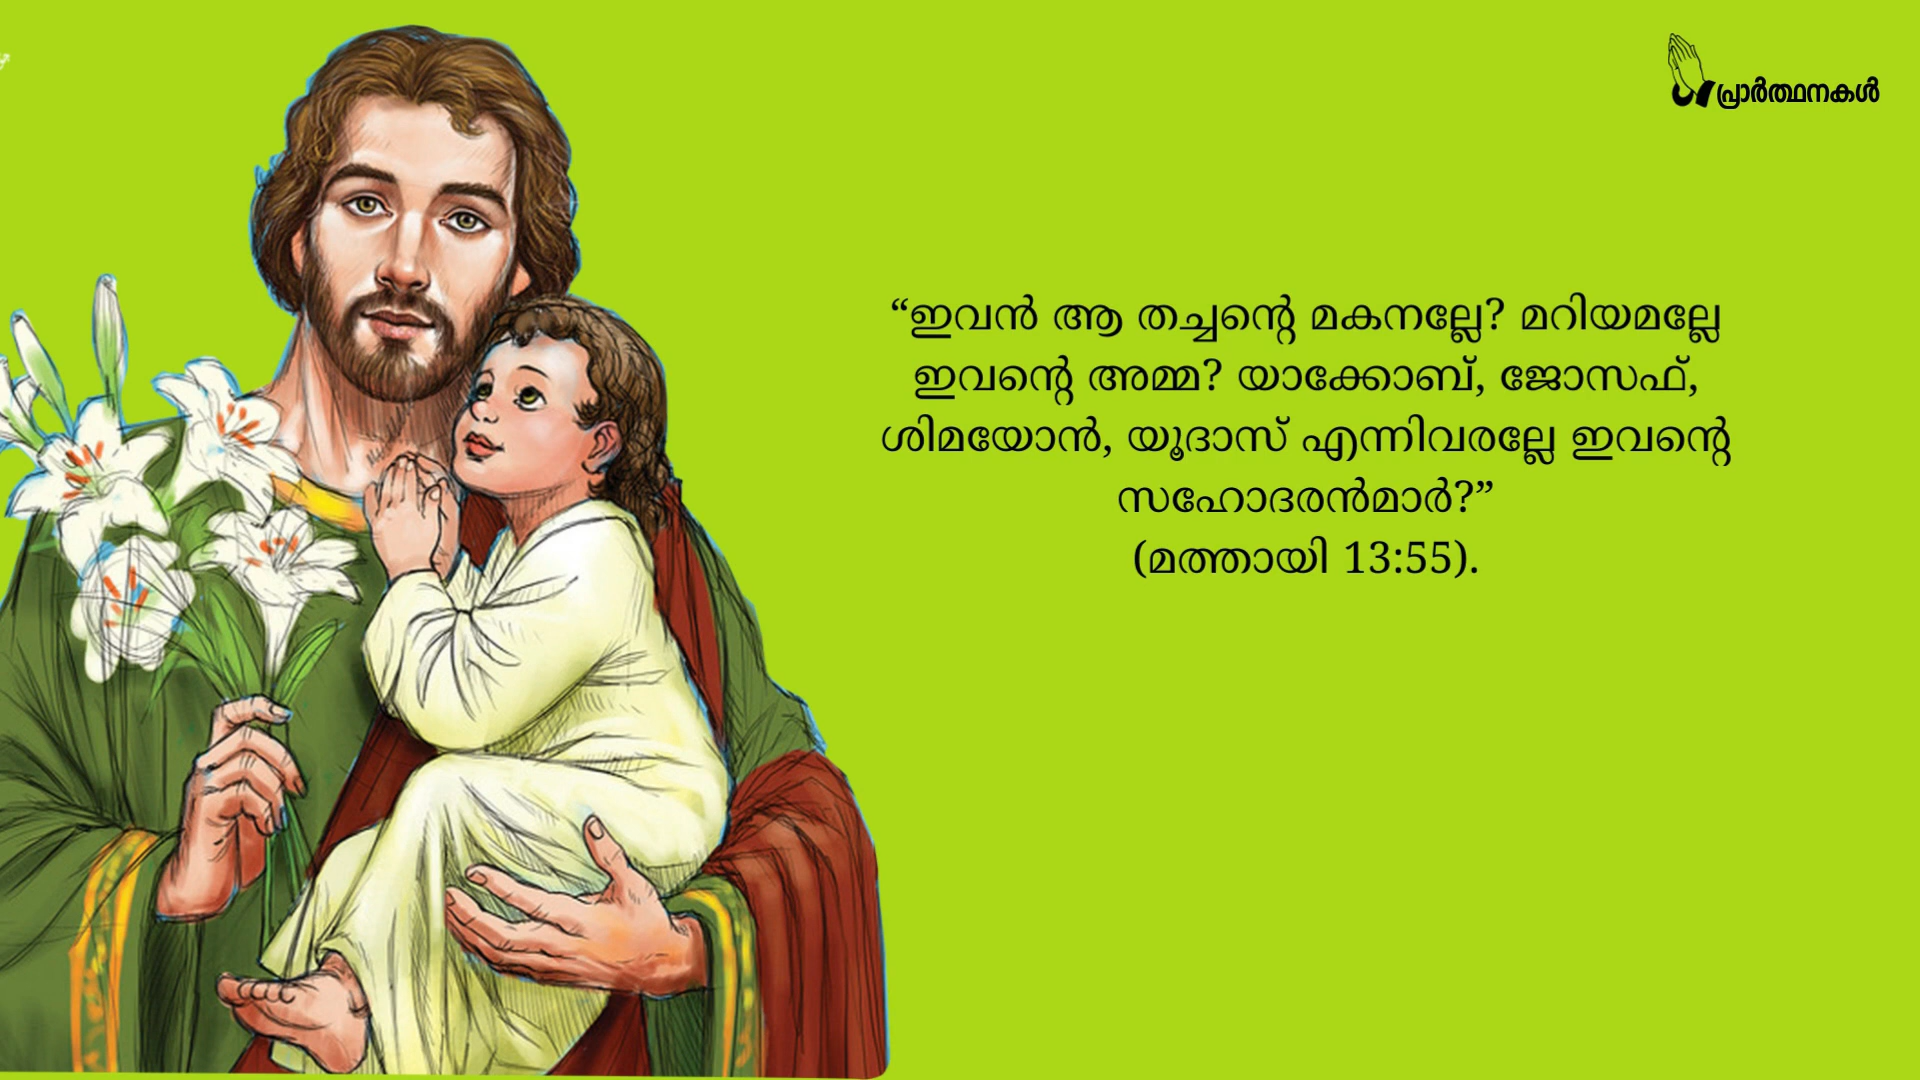 പ്രാർത്ഥനകൾ
“ഇവൻ ആ തച്ചന്റെ മകനല്ലേ? മറിയമല്ലേ
ഇവന്റെ അമ്മ? യാക്കോബ്, ജോസഫ്,
ശിമയോൻ, യൂദാസ് എന്നിവരല്ലേ ഇവന്റെ
സഹോദരൻമാർ?”
(മത്തായി 13:55).